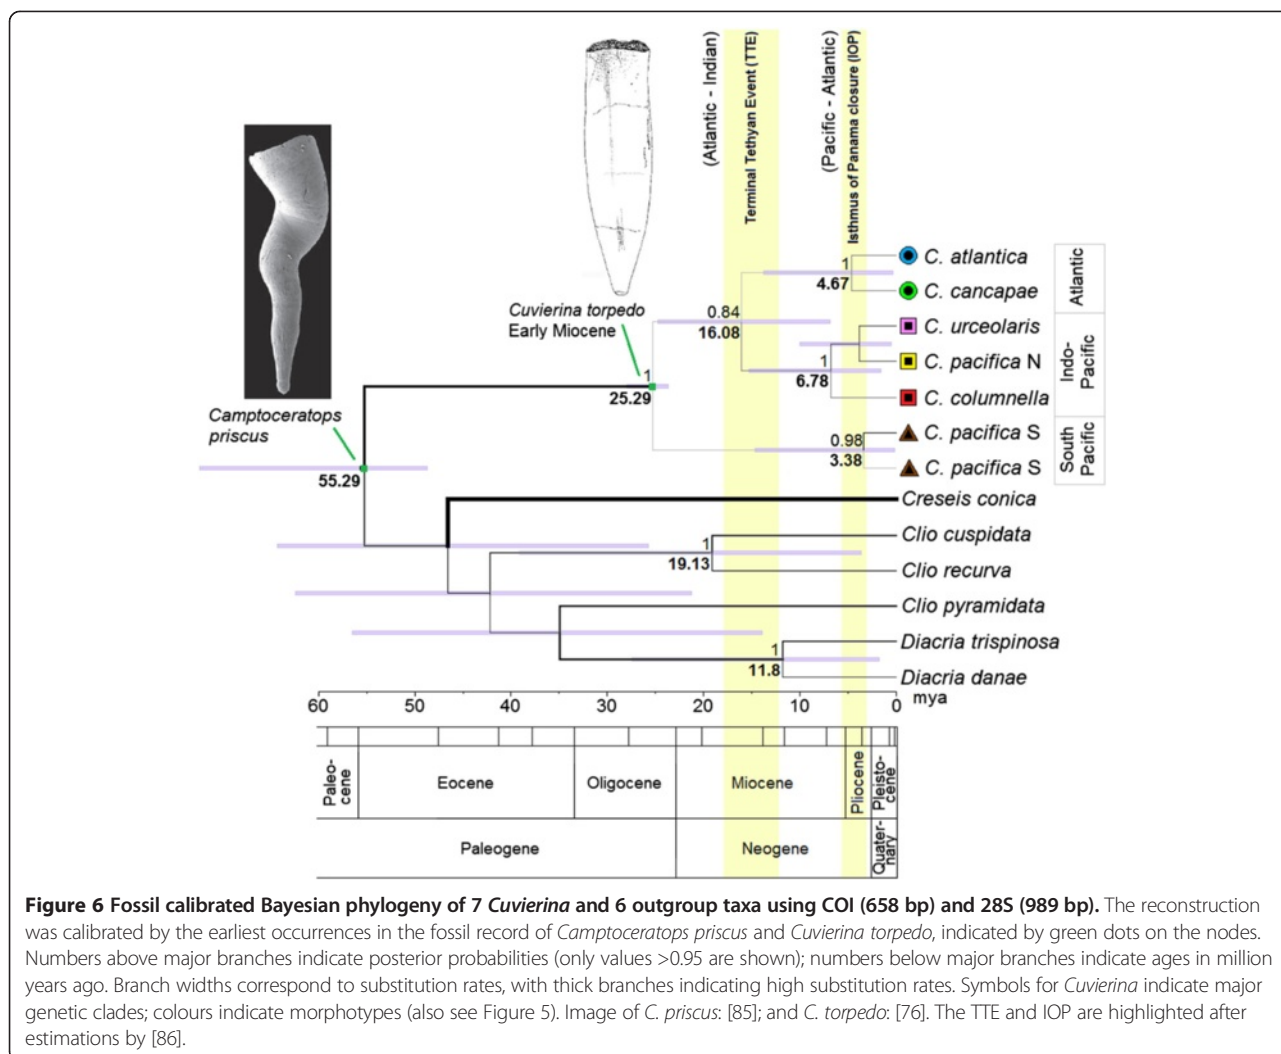 (Atlantic - Indian)
Terminal Tethyan Event (TTE)
(Pacific - Atlantic)
Isthmus of Panama closure (IOP)
Cuvierina torpedo
Early Miocene
Camptoceratops
priscus
1
4.67
0.84
16.08
1
25.29
1
6.78
0.98
3.38
55.29
1
19.13
1
11.8
C. atlantica
C. cancapae
C. urceolaris
C. pacifica N
C. columnella
C. pacifica S
C. pacifica S
Creseis conica
Clio cuspidata
Clio recurva
Clio pyramidata
Diacria trispinosa
Diacria danae
Atlantic
Indo-
Pacific
South
Pacific
60 50 40 30 20 10 0 mya
Paleo-
cene
Eocene
Oligocene
Miocene
Pliocene
Pleisto-
cene
Paleogene
Neogene
Quater-
nary
Figure 6 Fossil calibrated Bayesian phylogeny of 7 Cuvierina and 6 outgroup taxa using COI (658 bp) and 28S (989 bp). The reconstruction
was calibrated by the earliest occurrences in the fossil record of Camptoceratops priscus and Cuvierina torpedo, indicated by green dots on the nodes.
Numbers above major branches indicate posterior probabilities (only values >0.95 are shown); numbers below major branches indicate ages in million
years ago. Branch widths correspond to substitution rates, with thick branches indicating high substitution rates. Symbols for Cuvierina indicate major
genetic clades; colours indicate morphotypes (also see Figure 5). Image of C. priscus: [85]; and C. torpedo: [76]. The TTE and IOP are highlighted after
estimations by [86].